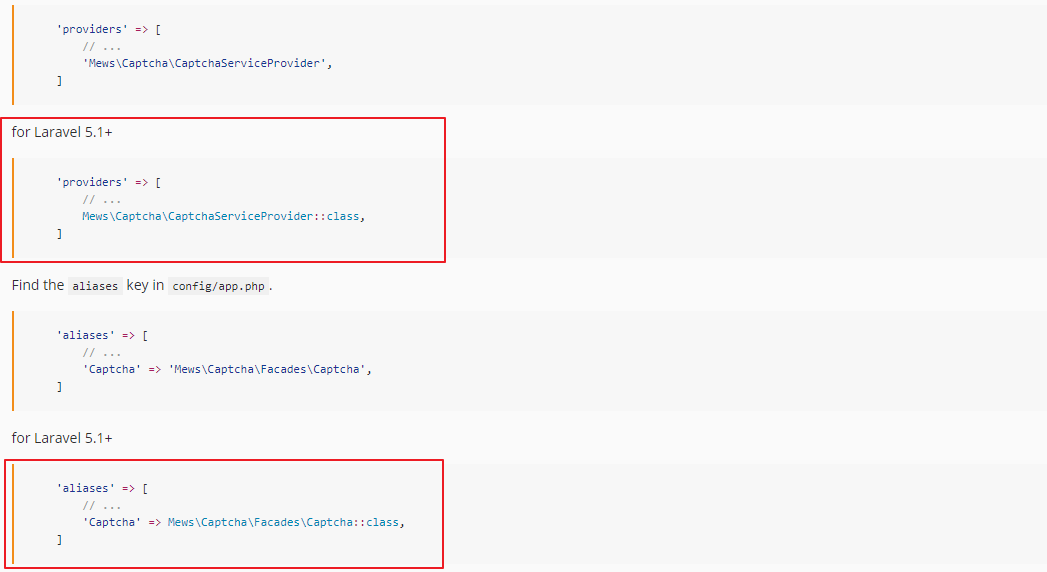 'providers' => [
// ...
'Mews\Captcha\CaptchaServiceProvider',
]
for Laravel 5.1+
'providers' => [
// ...
Mews\Captcha\CaptchaServiceProvider::class,
]
Find the aliases key in config/app.php.
'aliases' => [
// ...
'Captcha' => 'Mews\Captcha\Facades\Captcha',
]
for Laravel 5.1+
'aliases' => [
// ...
'Captcha' => Mews\Captcha\Facades\Captcha::class,
]